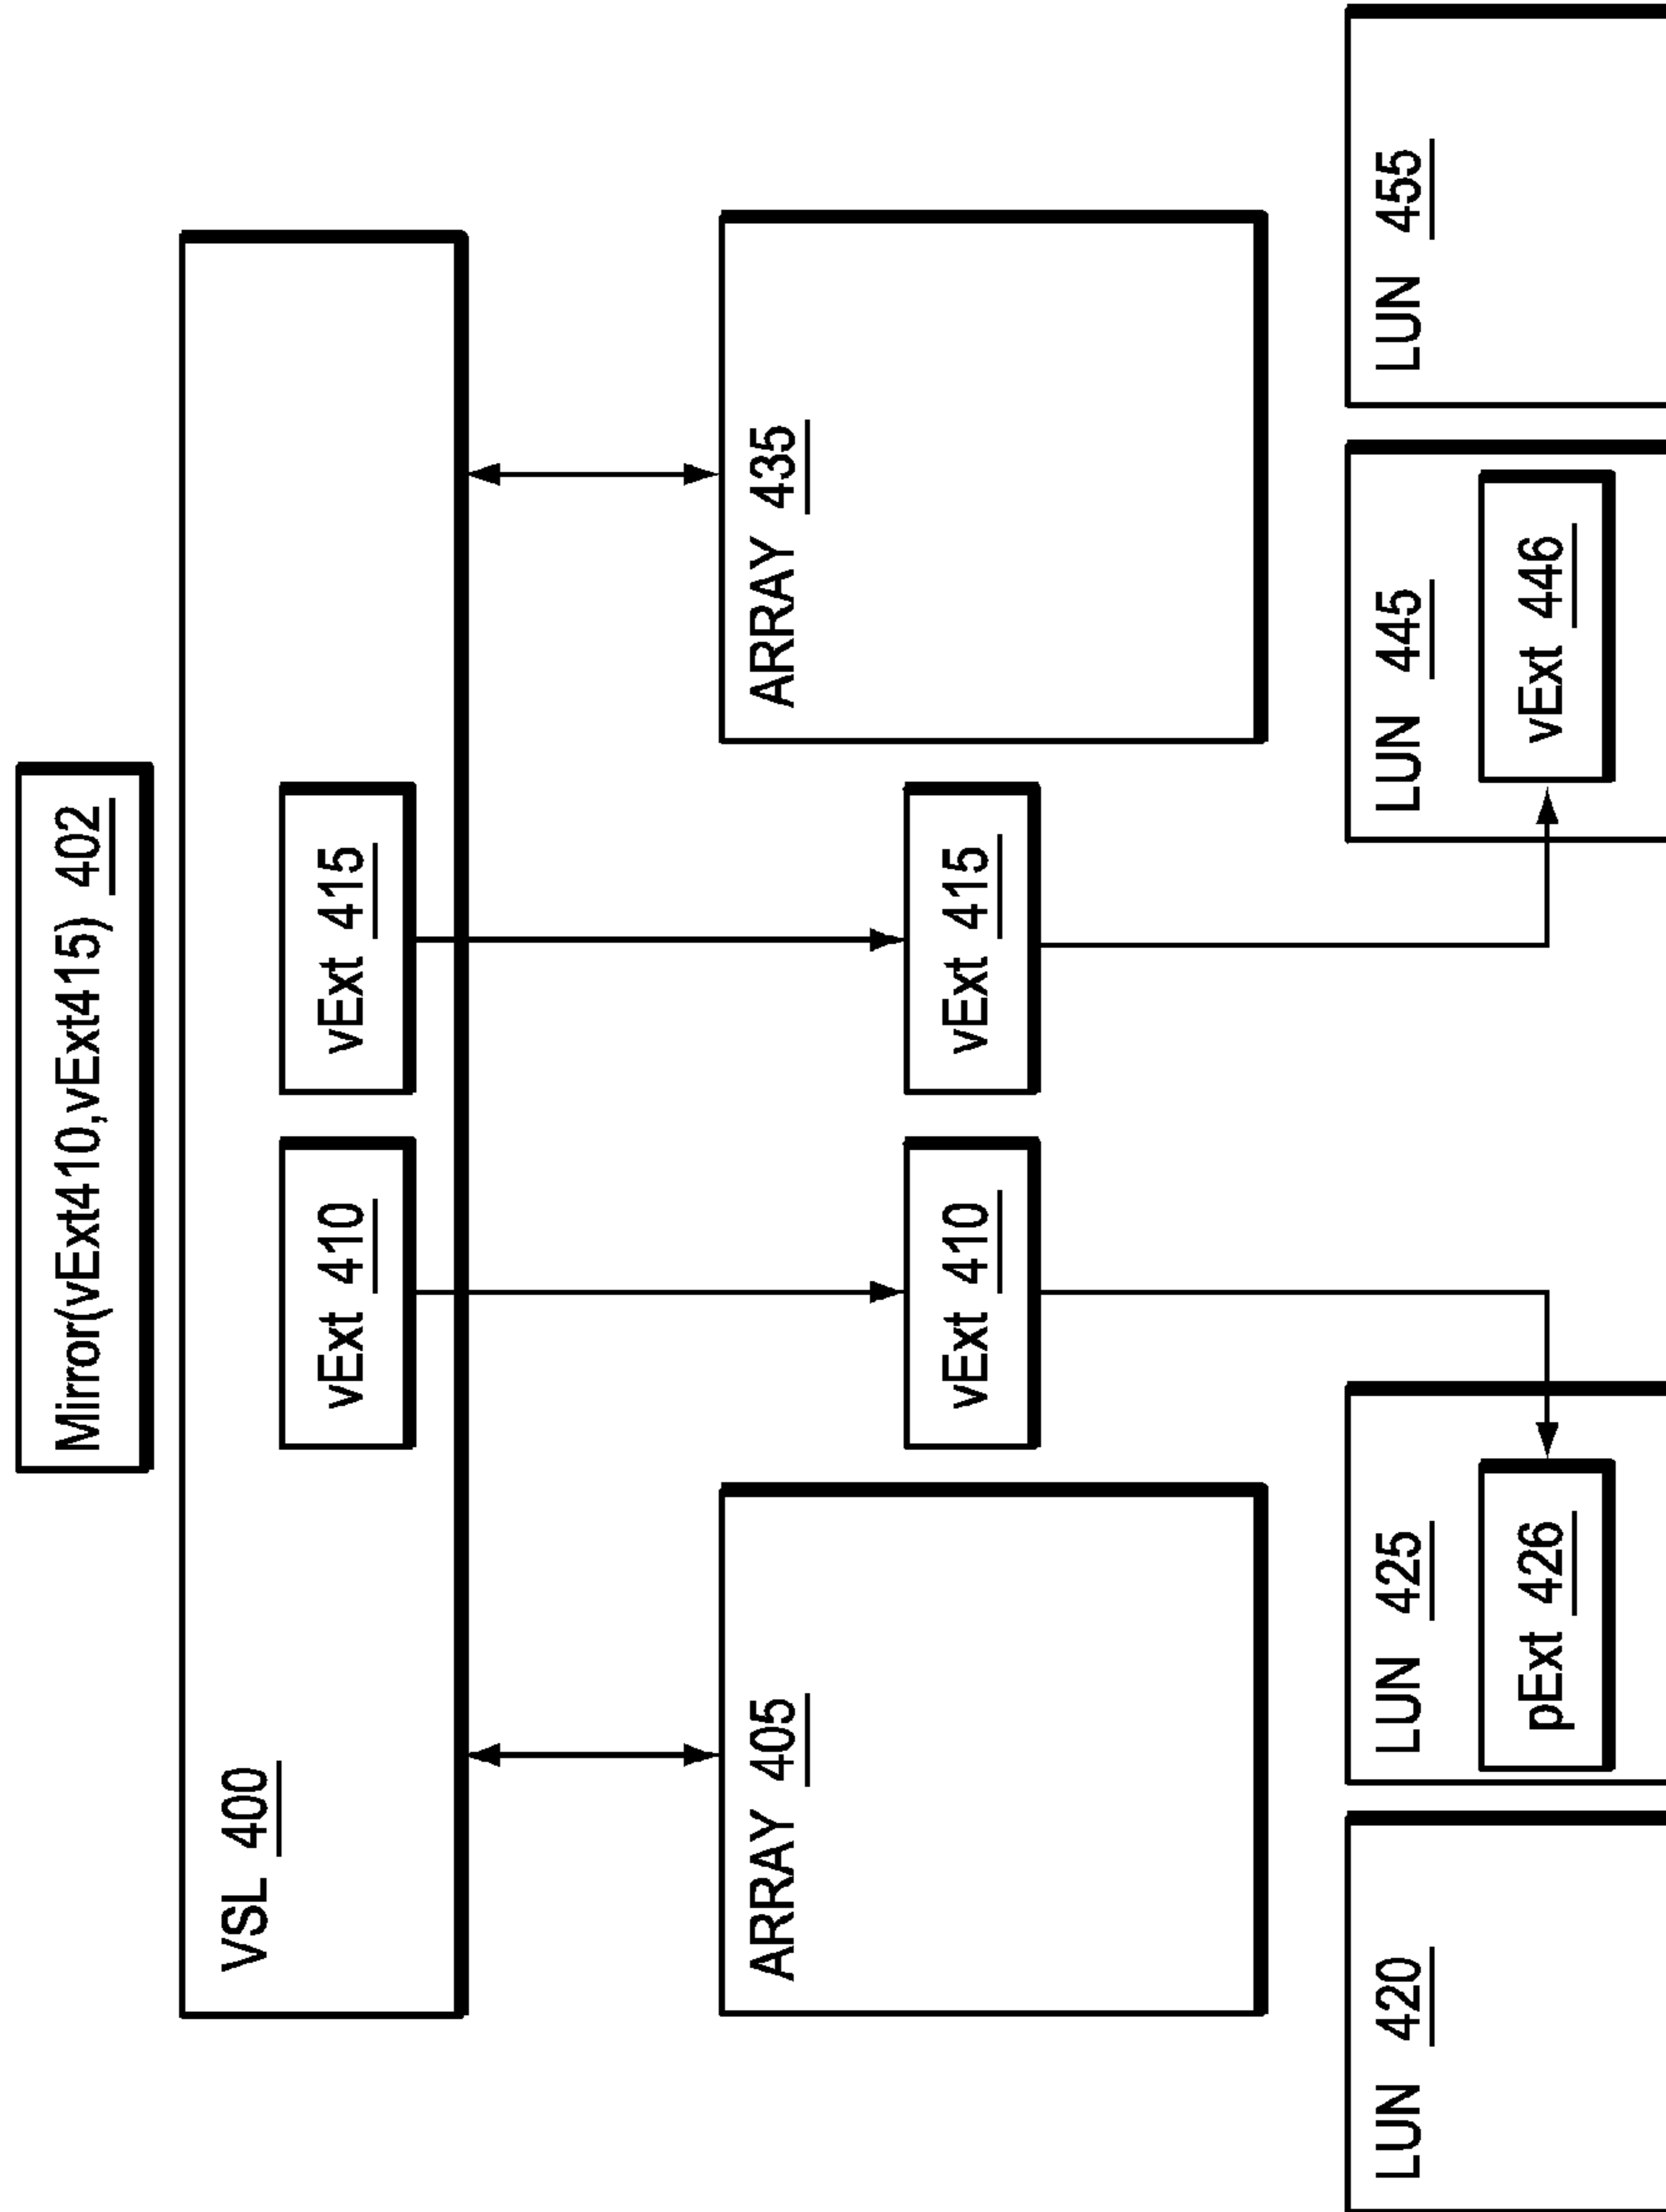 Mirror(vExt410,vExt415) 402
VSL 400
vExt 410
vExt 415
ARRAY 405
vExt 410
vExt 415
ARRAY 435
LUN 420
LUN 425
pExt 426
LUN 445
vExt 446
LUN 455